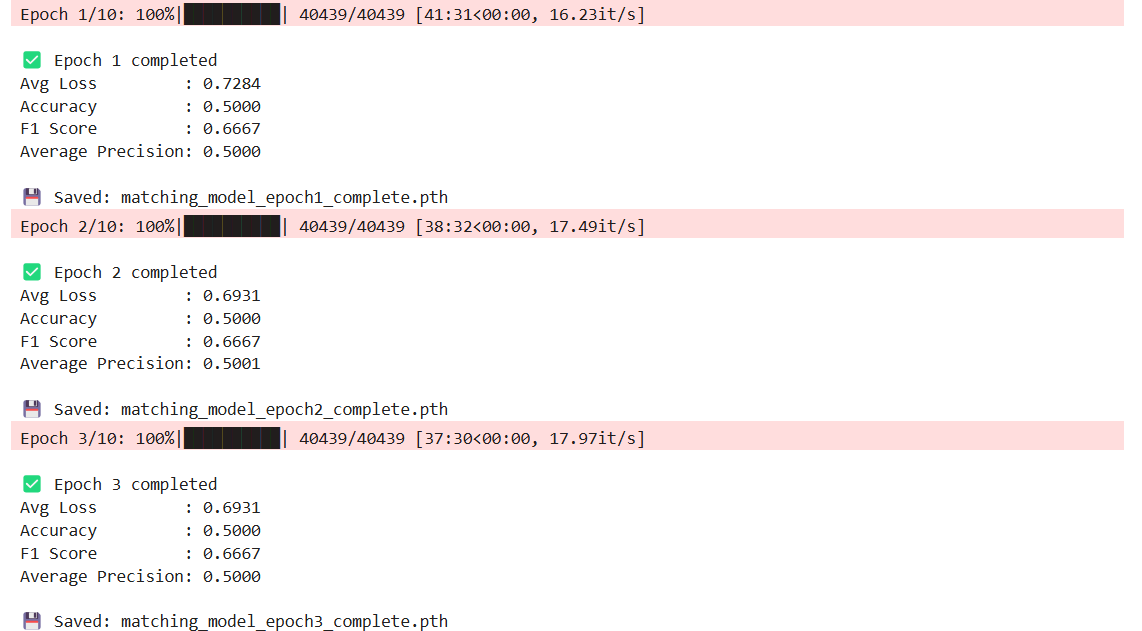 Epoch 1/10: 100%|██████████| 40439/40439 [41:31<00:00, 16.23it/s]
✅ Epoch 1 completed
Avg Loss         : 0.7284
Accuracy         : 0.5000
F1 Score         : 0.6667
Average Precision: 0.5000
💾 Saved: matching_model_epoch1_complete.pth
Epoch 2/10: 100%|██████████| 40439/40439 [38:32<00:00, 17.49it/s]
✅ Epoch 2 completed
Avg Loss         : 0.6931
Accuracy         : 0.5000
F1 Score         : 0.6667
Average Precision: 0.5001
💾 Saved: matching_model_epoch2_complete.pth
Epoch 3/10: 100%|██████████| 40439/40439 [37:30<00:00, 17.97it/s]
✅ Epoch 3 completed
Avg Loss         : 0.6931
Accuracy         : 0.5000
F1 Score         : 0.6667
Average Precision: 0.5000
💾 Saved: matching_model_epoch3_complete.pth